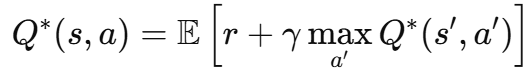 Q*(s, a) = 𝔼 [r + γ max_{a′} Q*(s′, a′)]